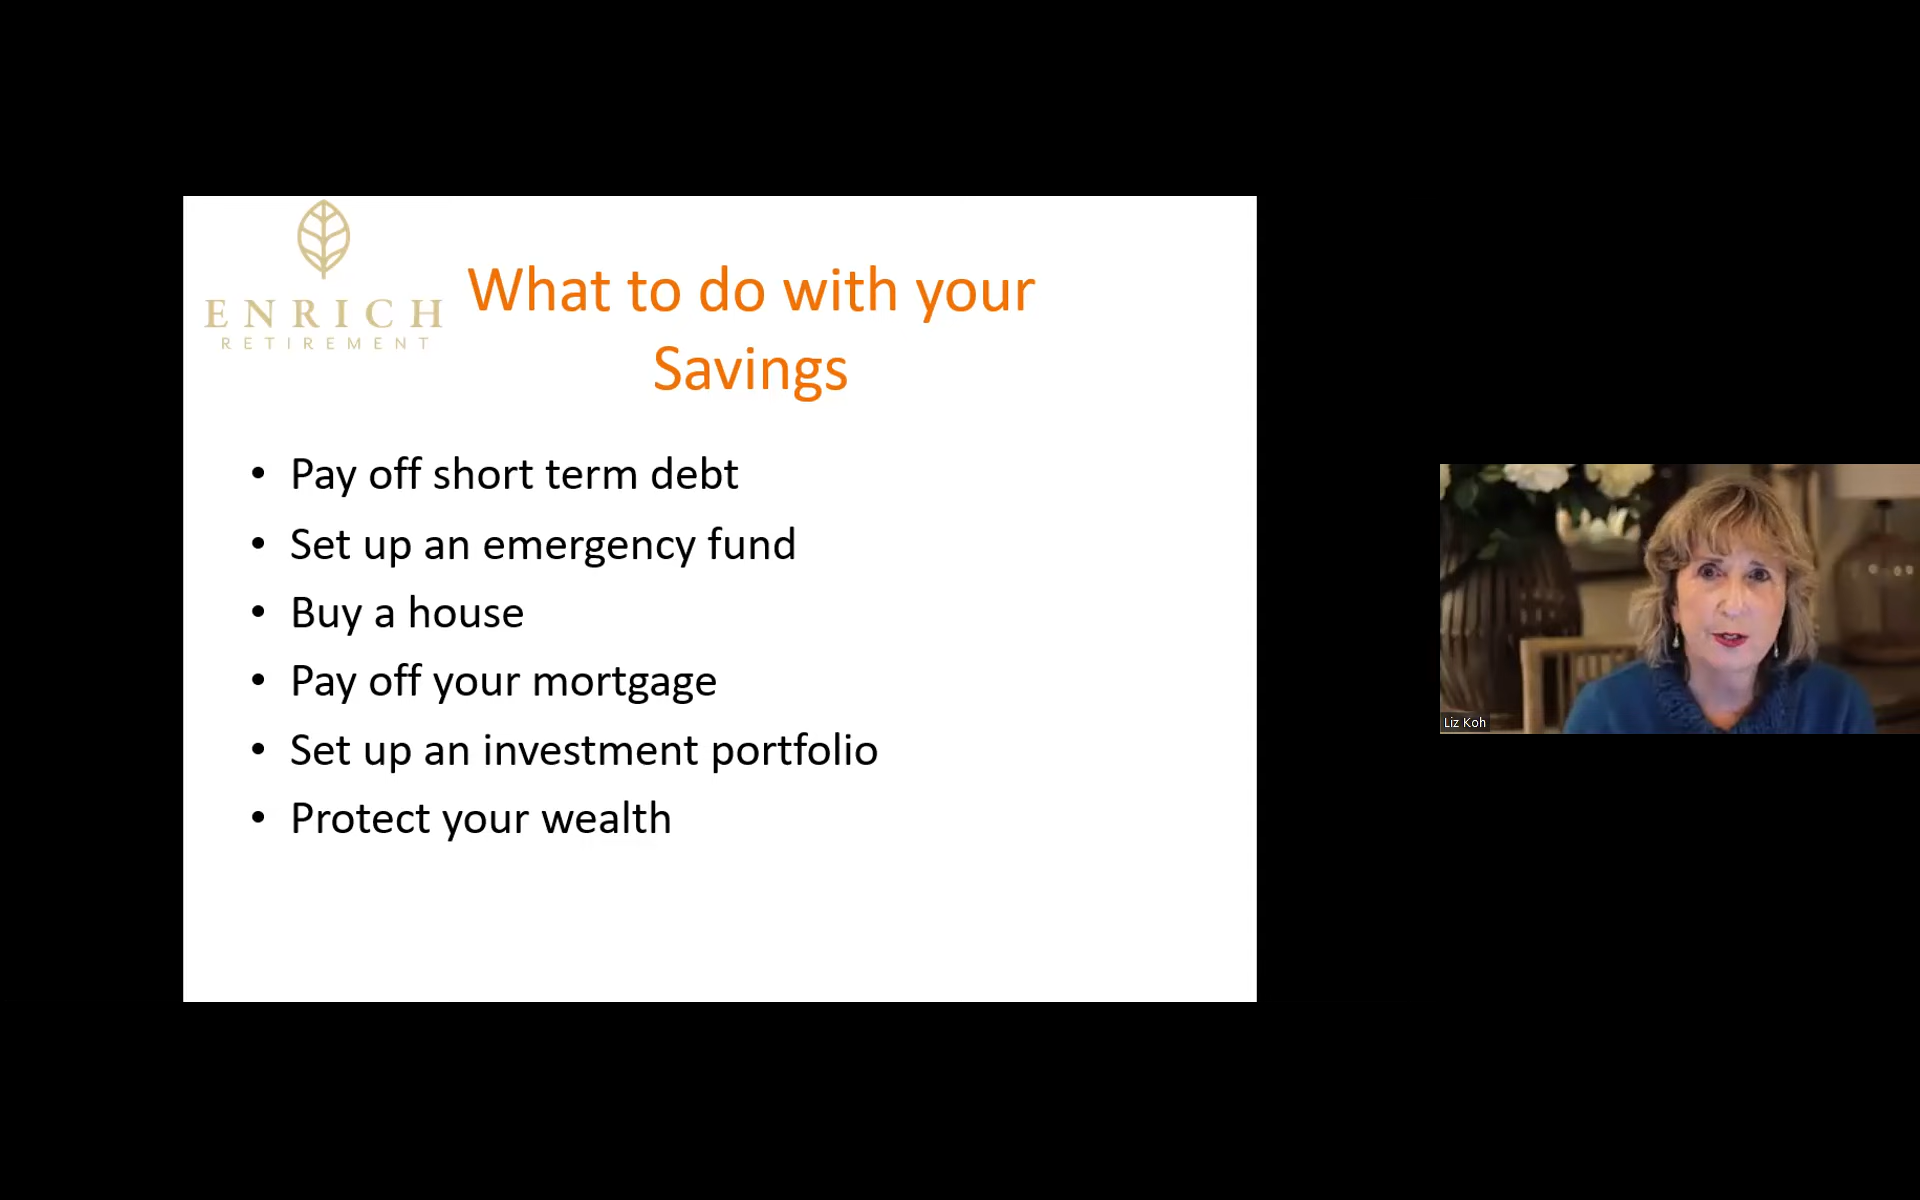 ENRICH
RETIREMENT
What to do with your
Savings
• Pay off short term debt
• Set up an emergency fund
• Buy a house
• Pay off your mortgage
• Set up an investment portfolio
• Protect your wealth
Liz Koh